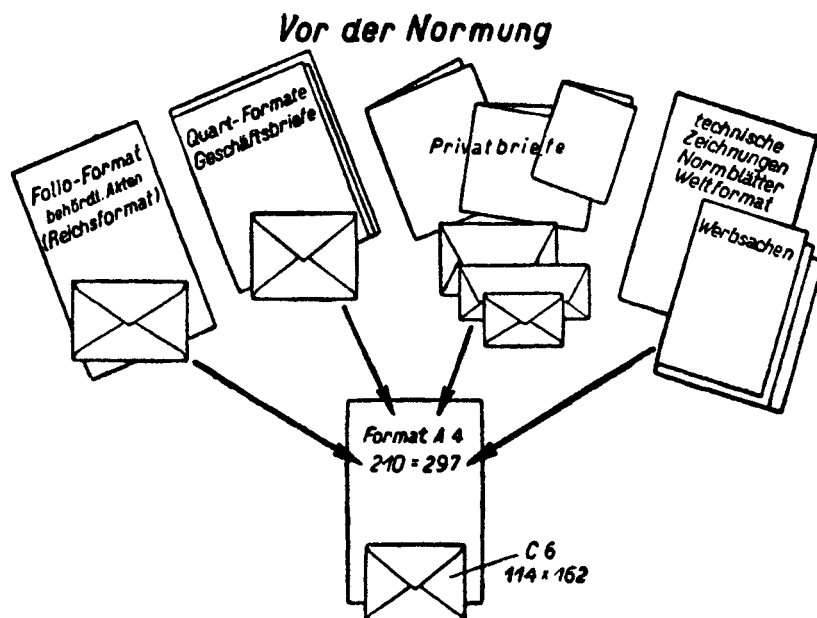 Vor der Normung
Folio-Format
behördl. Akten
(Reichsformat)
Quart-Formate
Geschäftsbriefe
Privatbriefe
technische
Zeichnungen
Normblätter
Weltformat
Werbsachen
Format A 4
210 × 297
C 6
114 × 162